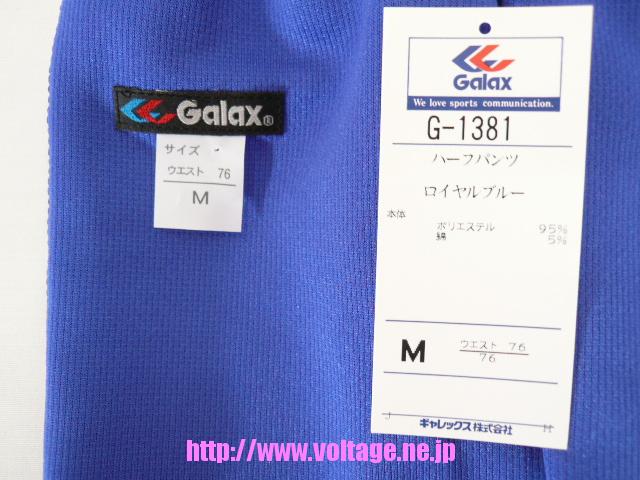 Galax®
サイズ -
ウエスト 76
M
Galax
We love sports communication.
G-1381
ハーフパンツ
ロイヤルブルー
本体
ポリエステル 95%
綿 5%
M ウエスト 76
76
J M
ギャレックス株式会社
http://www.voltage.ne.jp